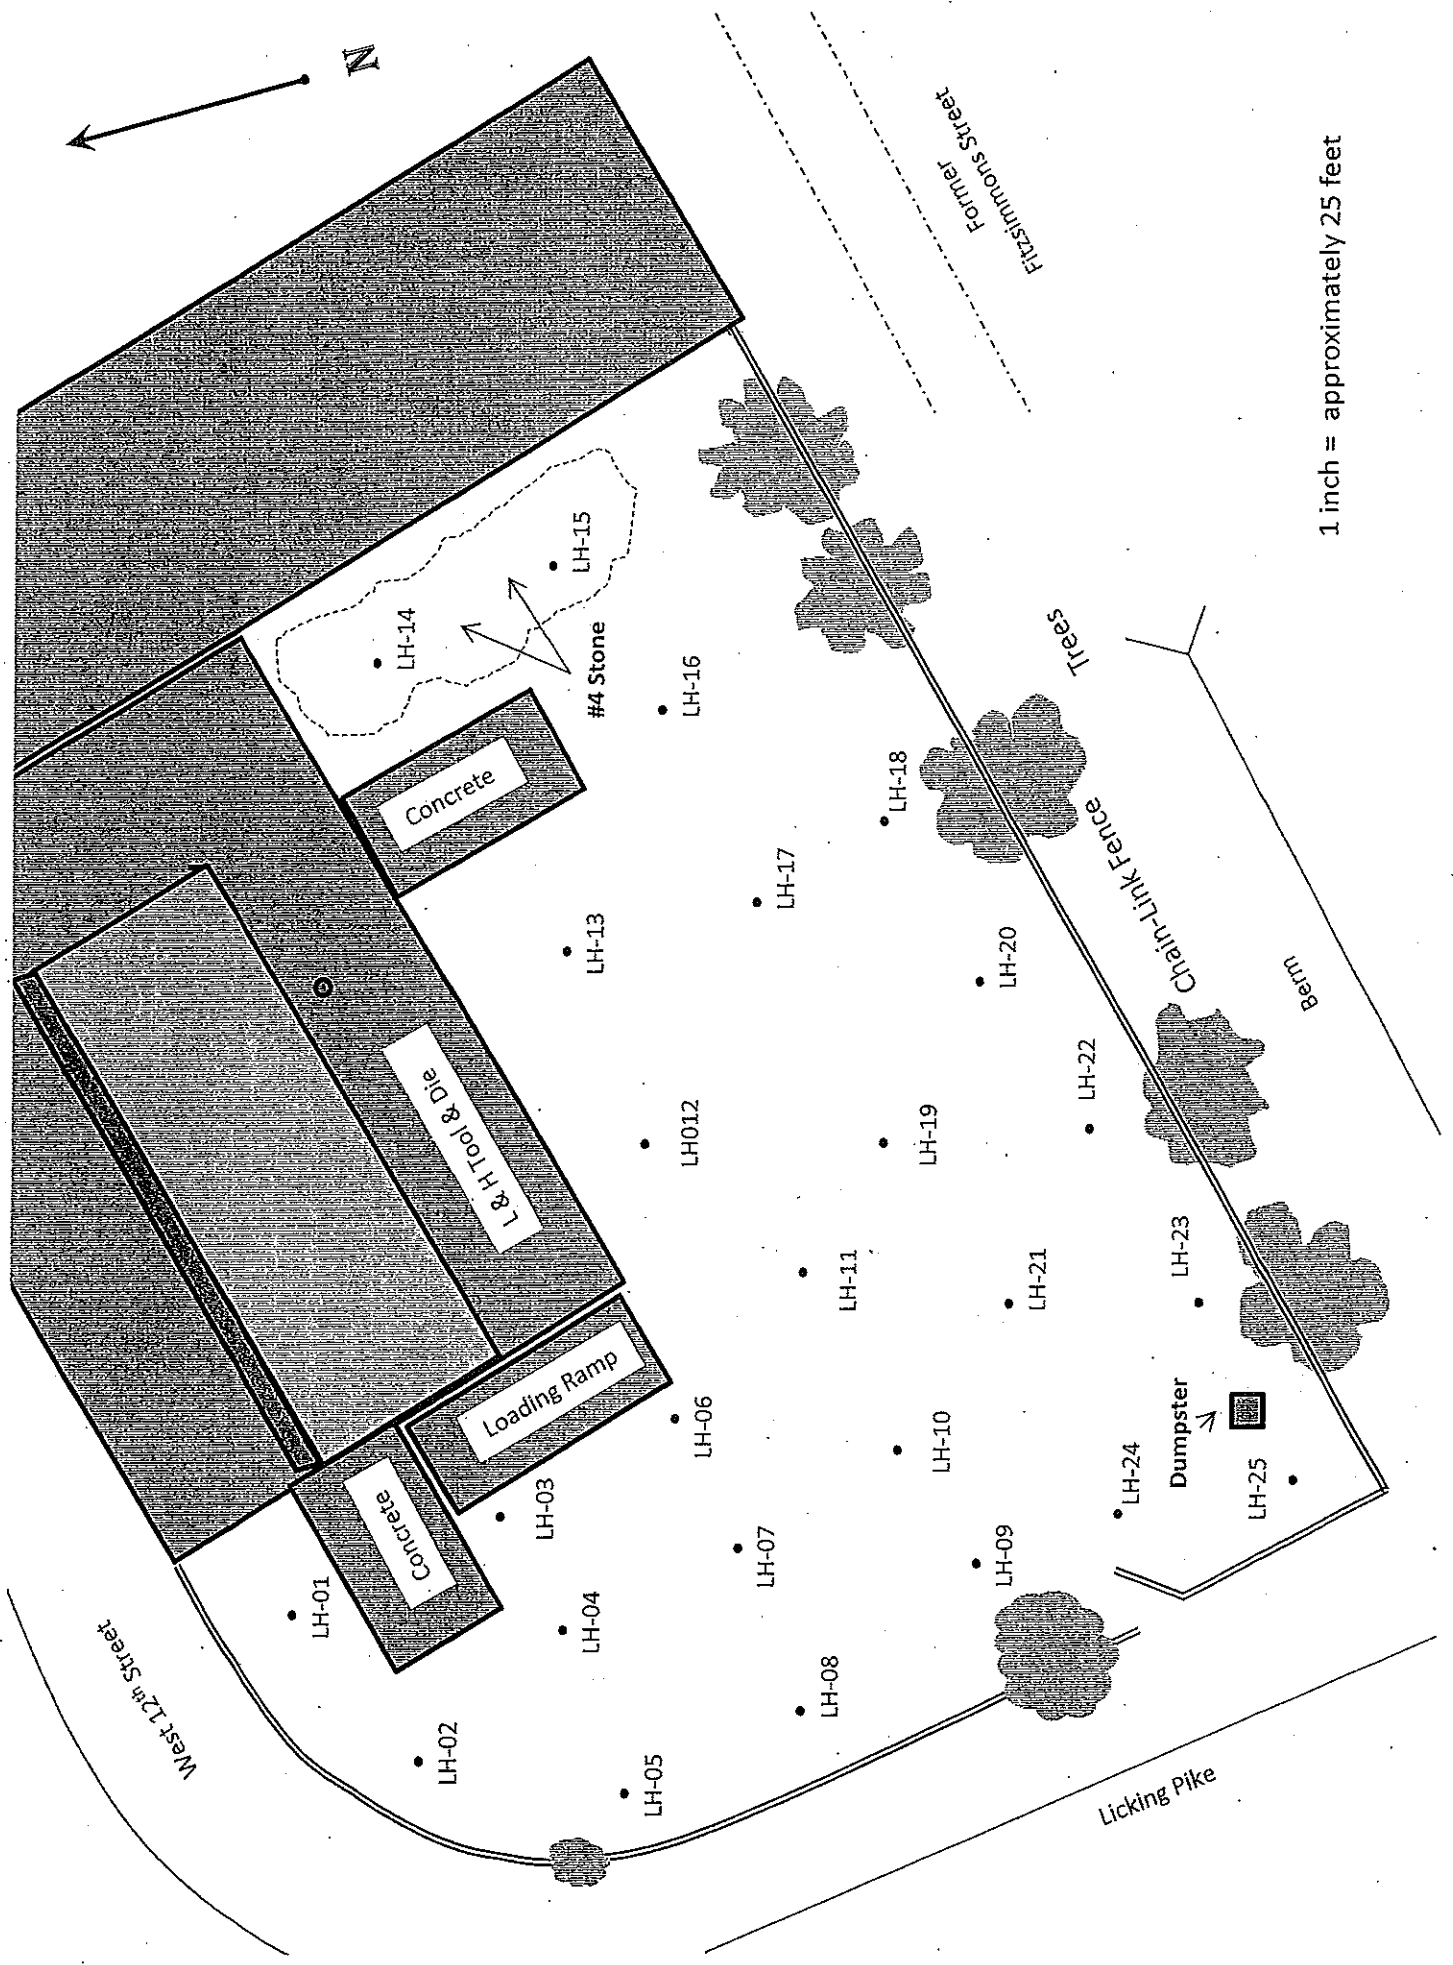 N
West 12th Street
LH-01
LH-02
Concrete
LH-03
LH-04
LH-05
Loading Ramp
LH-06
LH-07
LH-08
L & H Tool & Die
LH012
LH-11
LH-10
LH-09
LH-13
Concrete
LH-14
LH-15
#4 Stone
LH-16
LH-17
LH-18
LH-19
LH-20
LH-21
LH-22
LH-23
LH-24
Dumpster
LH-25
Licking Pike
Chain-Link Fence
Trees
Berm
Former
Fitzsimmons Street
1 inch = approximately 25 feet